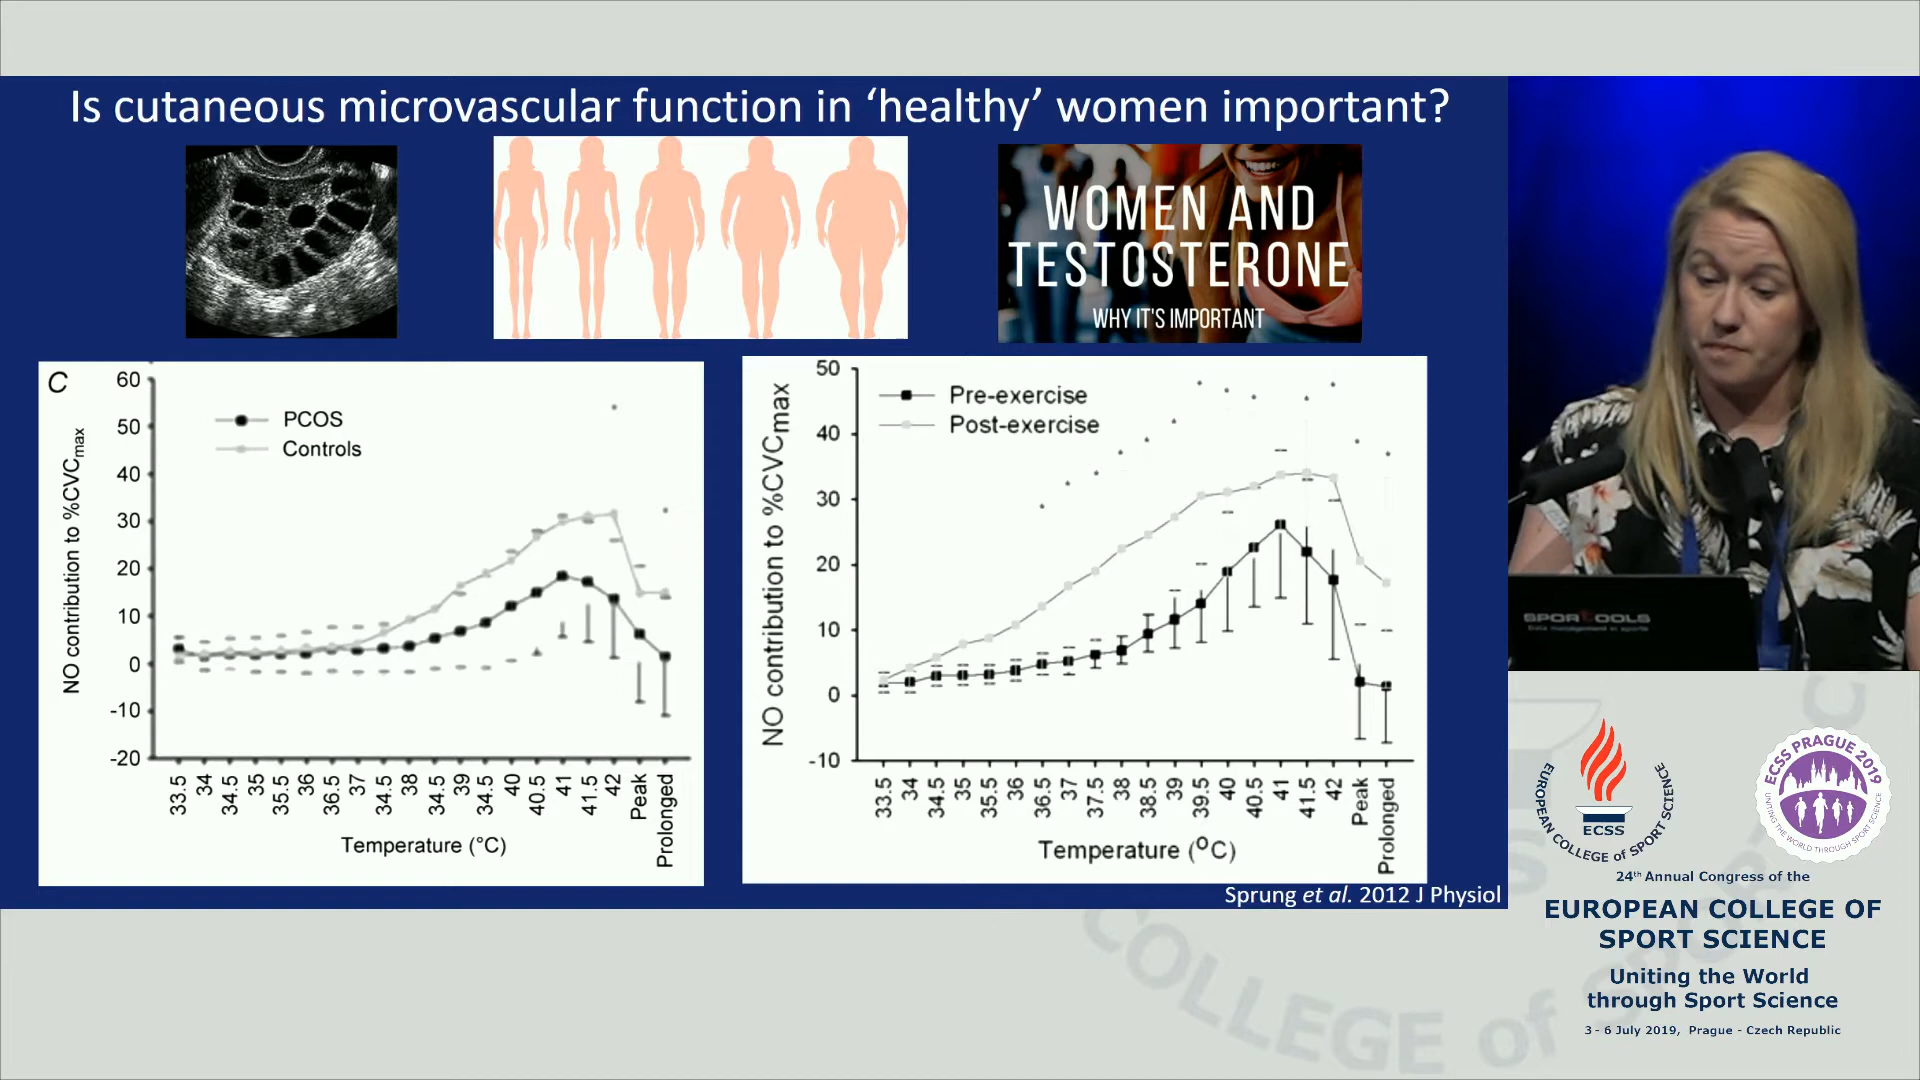 Is cutaneous microvascular function in ‘healthy’ women important?
WOMEN AND
TESTOSTERONE
WHY IT'S IMPORTANT
C
60
50
40
30
20
10
0
-10
-20
NO contribution to %CVCmax
PCOS
Controls
33.5
34
34.5
35
35.5
36
36.5
37
34.5
38
34.5
39
34.5
40
40.5
41
41.5
42
Peak
Prolonged
Temperature (°C)
50
40
30
20
10
0
-10
NO contribution to %CVCmax
Pre-exercise
Post-exercise
33.5
34
34.5
35
35.5
36
36.5
37
37.5
38
38.5
39
39.5
40
40.5
41
41.5
42
Peak
Prolonged
Temperature (ºC)
Sprung et al. 2012 J Physiol
EUROPEAN COLLEGE of SPORT SCIENCE
ECSS
ECSS PRAGUE 2019
UNITING THE WORLD THROUGH SPORT SCIENCE
24th Annual Congress of the
EUROPEAN COLLEGE OF
SPORT SCIENCE
Uniting the World
through Sport Science
3 - 6 July 2019, Prague - Czech Republic
COLLEGE of SPORT